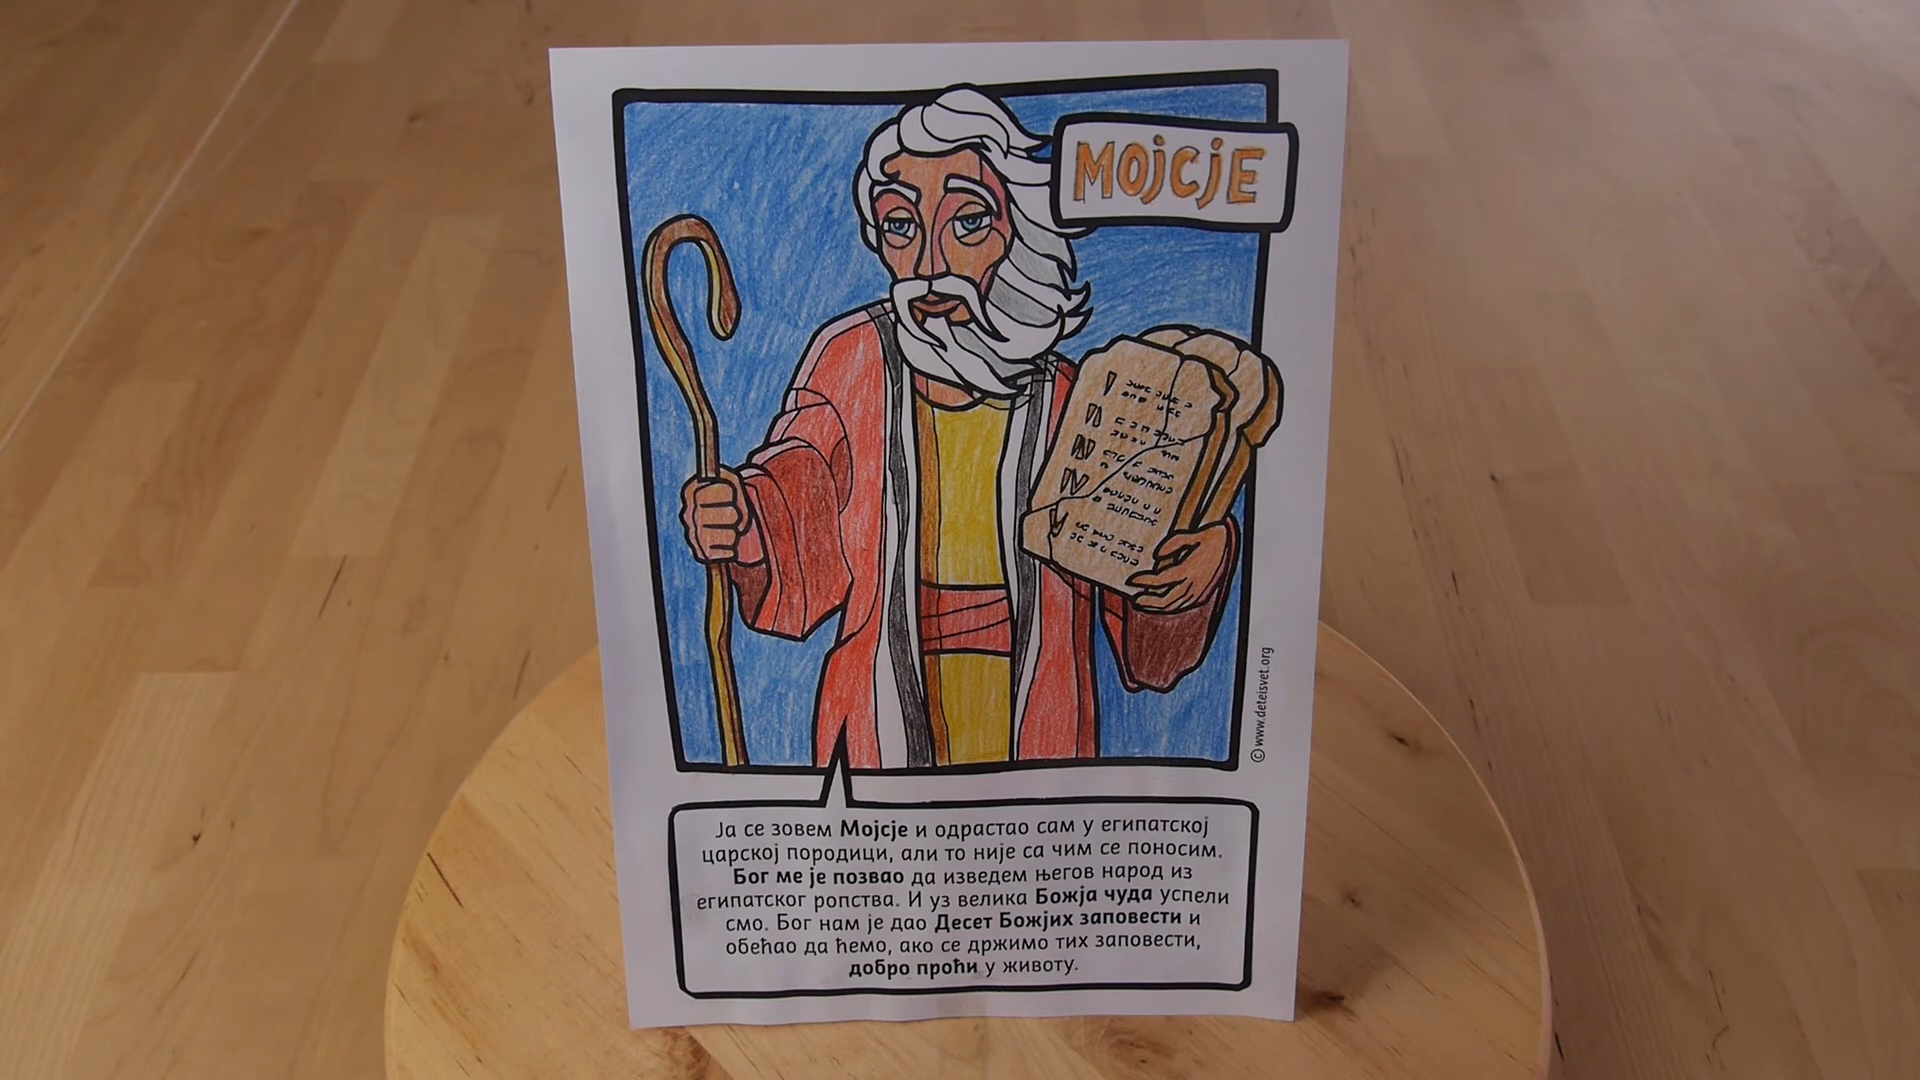 МОЈСЈЕ
© www.deteisvet.org
Ја се зовем Мојсје и одрастао сам у египатској
царској породици, али то није са чим се поносим.
Бог ме је позвао да изведем његов народ из
египатског ропства. И уз велика Божја чуда успели
смо. Бог нам је дао Десет Божјих заповести и
обећао да ћемо, ако се држимо тих заповести,
добро проћи у животу.